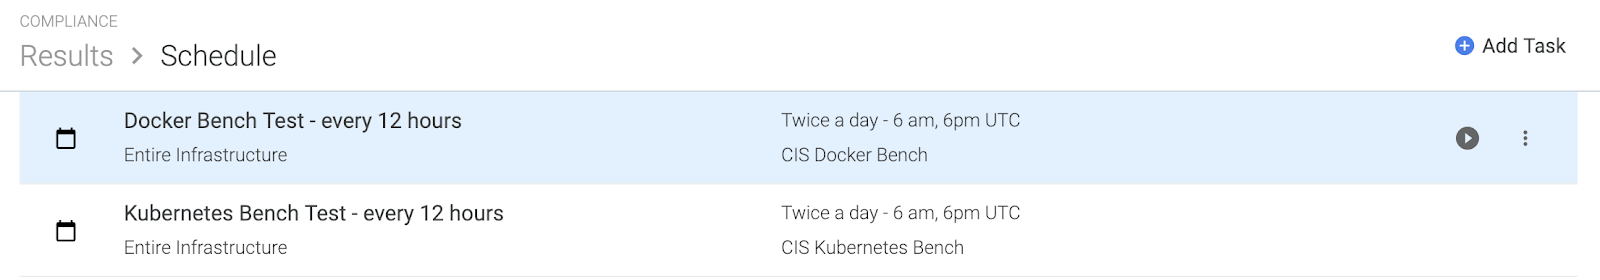 COMPLIANCE
Results > Schedule
Add Task
Docker Bench Test - every 12 hours
Twice a day - 6 am, 6pm UTC
Entire Infrastructure
CIS Docker Bench
Kubernetes Bench Test - every 12 hours
Twice a day - 6 am, 6pm UTC
Entire Infrastructure
CIS Kubernetes Bench